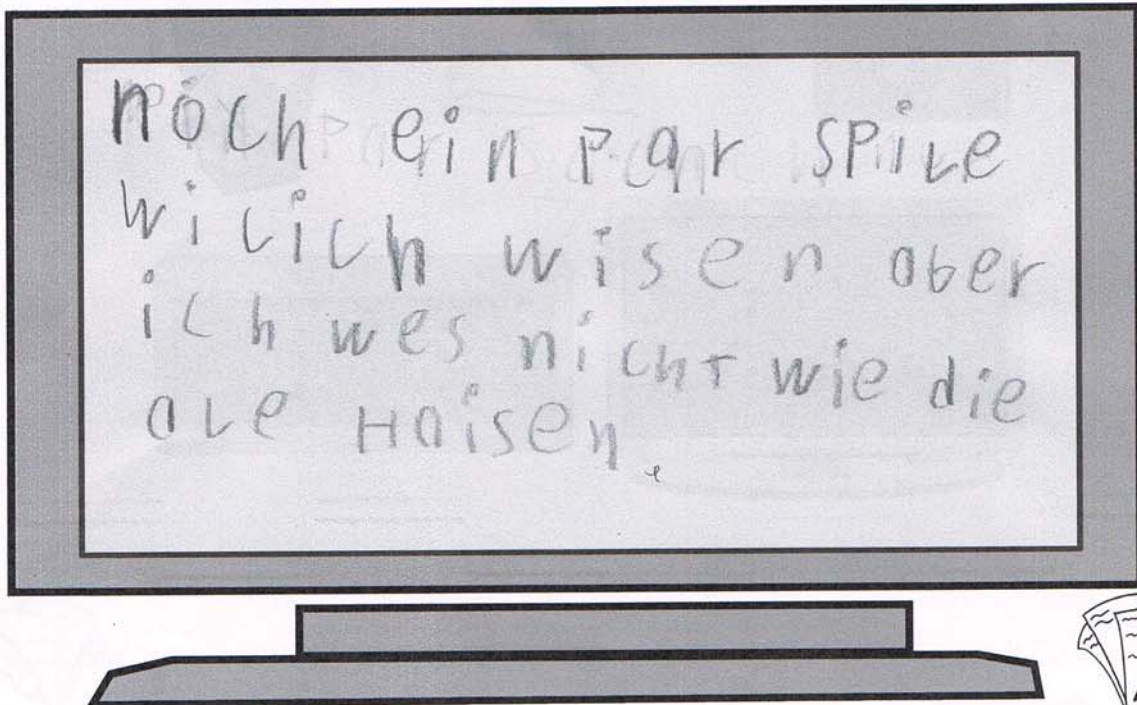 noch ein par spile
wilich wisen aber
ich wes nicht wie die
ale Haisen.